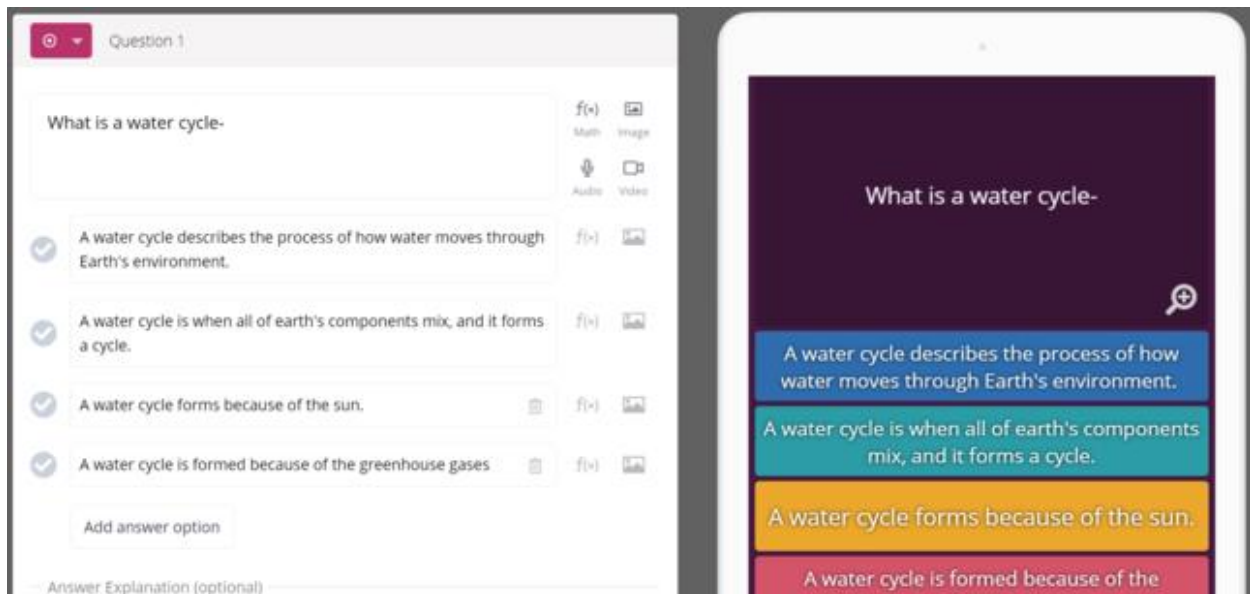 Question 1
What is a water cycle-
f(×)
Math
Image
Audio
Video
A water cycle describes the process of how water moves through
Earth's environment.
f(×)
A water cycle is when all of earth's components mix, and it forms
a cycle.
f(×)
A water cycle forms because of the sun.
f(×)
A water cycle is formed because of the greenhouse gases
f(×)
Add answer option
Answer Explanation (optional)
What is a water cycle-
A water cycle describes the process of how
water moves through Earth's environment.
A water cycle is when all of earth's components
mix, and it forms a cycle.
A water cycle forms because of the sun.
A water cycle is formed because of the